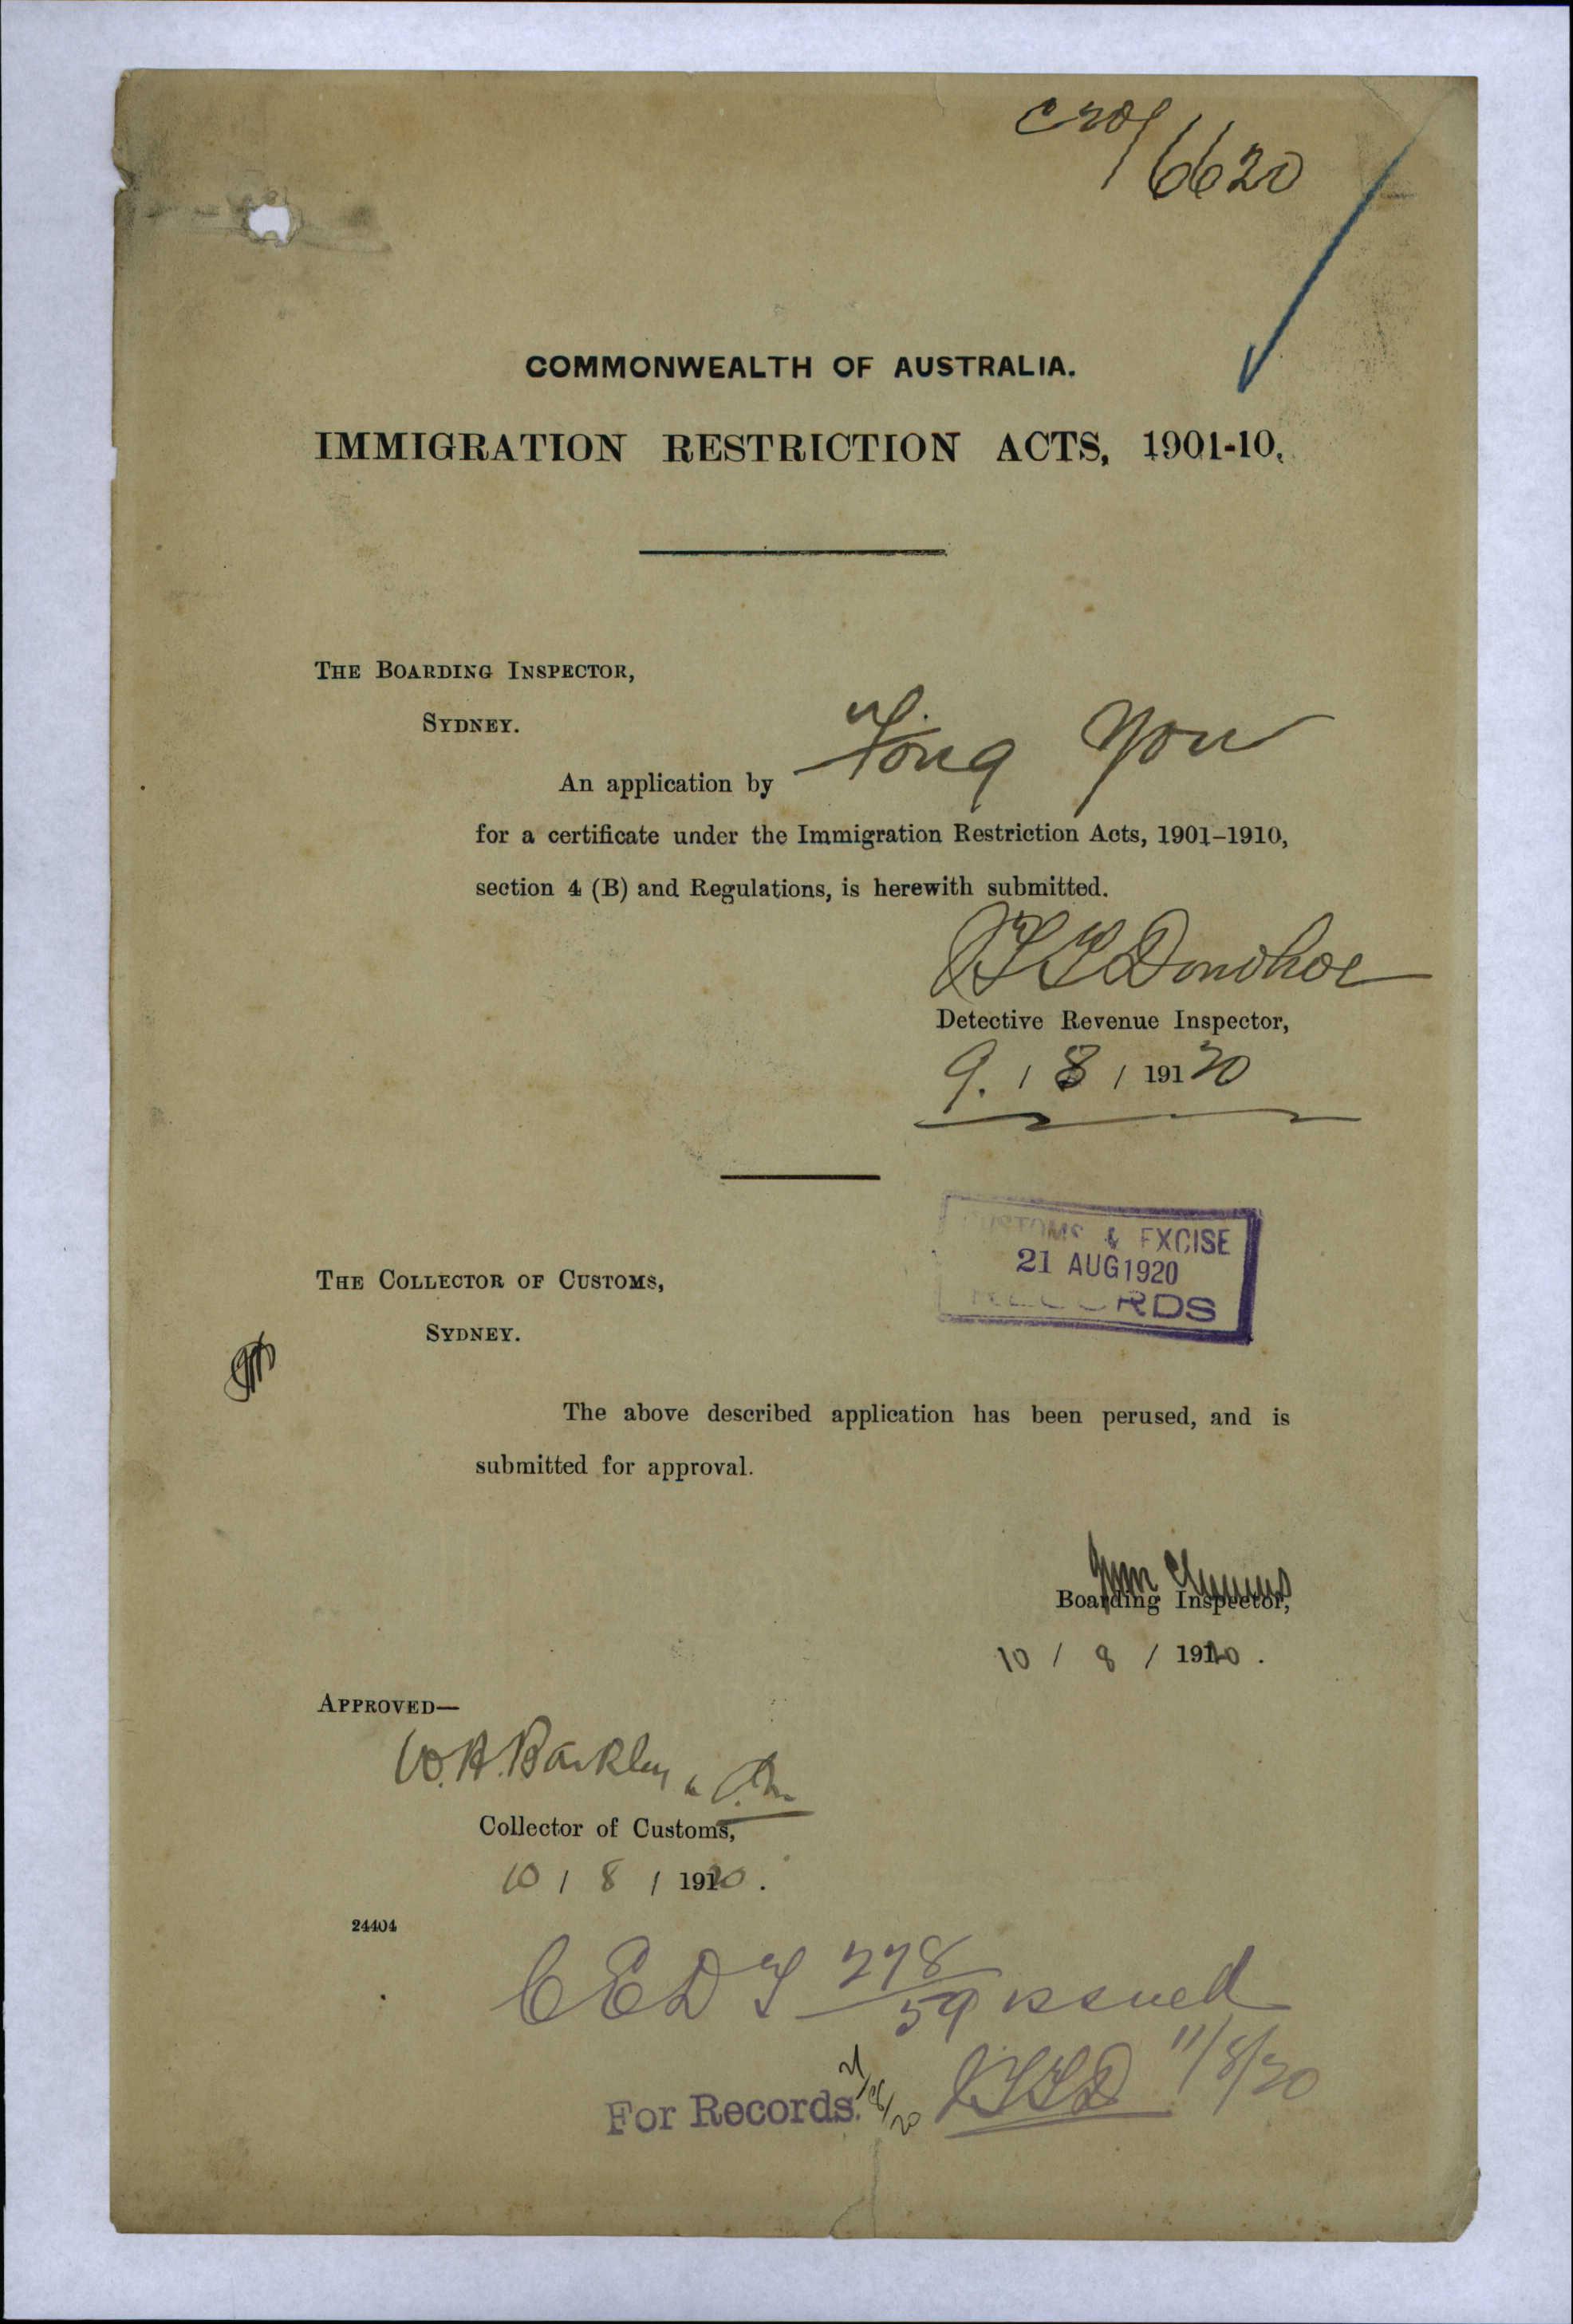 C20/6620
COMMONWEALTH OF AUSTRALIA.
IMMIGRATION RESTRICTION ACTS, 1901-10.
THE BOARDING INSPECTOR,
SYDNEY.
An application by Fong You
for a certificate under the Immigration Restriction Acts, 1901–1910,
section 4 (B) and Regulations, is herewith submitted.
Donohoe
Detective Revenue Inspector,
9. / 8 / 19120
CUSTOMS & EXCISE
21 AUG 1920
RECORDS
THE COLLECTOR OF CUSTOMS,
SYDNEY.
The above described application has been perused, and is
submitted for approval.
Boarding Inspector,
10 / 8 / 1920.
APPROVED—
W.A. Barkley
Collector of Customs,
10 / 8 / 1920.
24404
CEDT 278/59 issued
11/8/20
For Records.